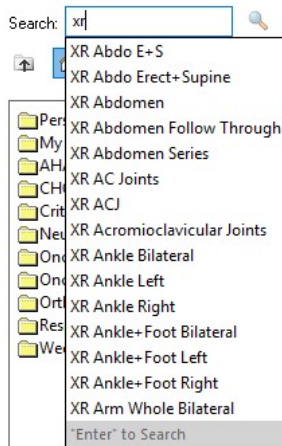 Search: xr
XR Abdo E+S
XR Abdo Erect+Supine
XR Abdomen
XR Abdomen Follow Through
XR Abdomen Series
XR AC Joints
XR ACJ
XR Acromioclavicular Joints
XR Ankle Bilateral
XR Ankle Left
XR Ankle Right
XR Ankle+Foot Bilateral
XR Ankle+Foot Left
XR Ankle+Foot Right
XR Arm Whole Bilateral
"Enter" to Search
My